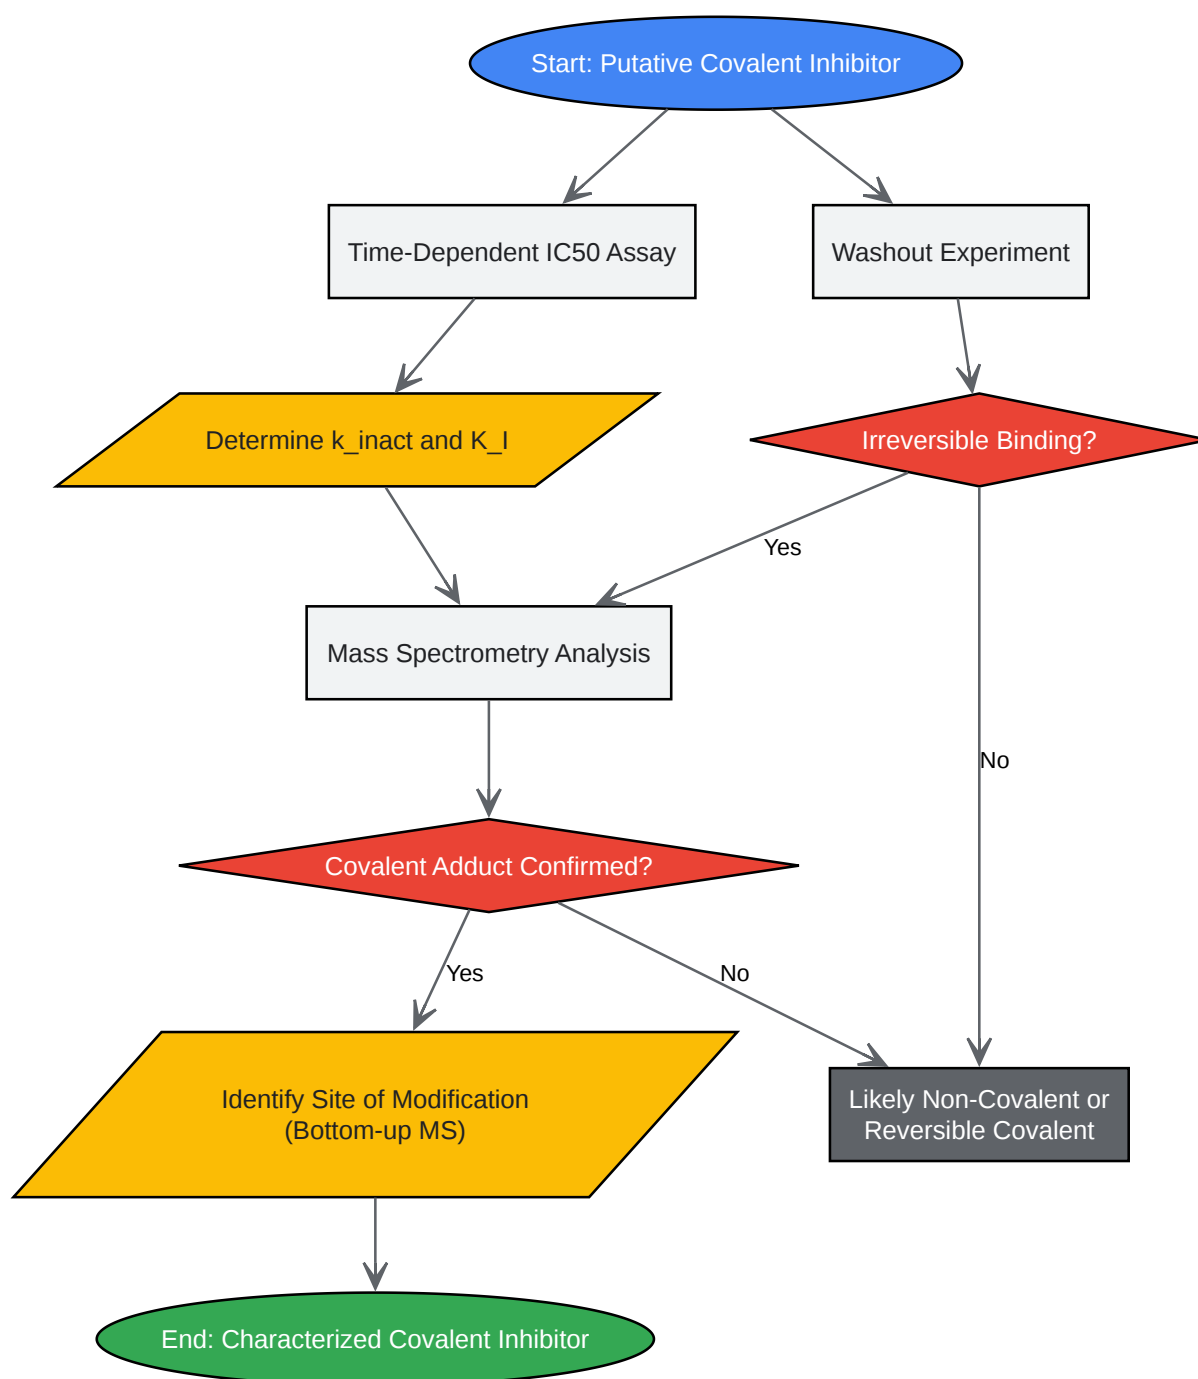 Start: Putative Covalent Inhibitor
Time-Dependent IC50 Assay
Washout Experiment
Determine k_inact and K_I
Irreversible Binding?
Yes
Mass Spectrometry Analysis
No
Covalent Adduct Confirmed?
Yes
No
Identify Site of Modification
(Bottom-up MS)
Likely Non-Covalent or
Reversible Covalent
End: Characterized Covalent Inhibitor